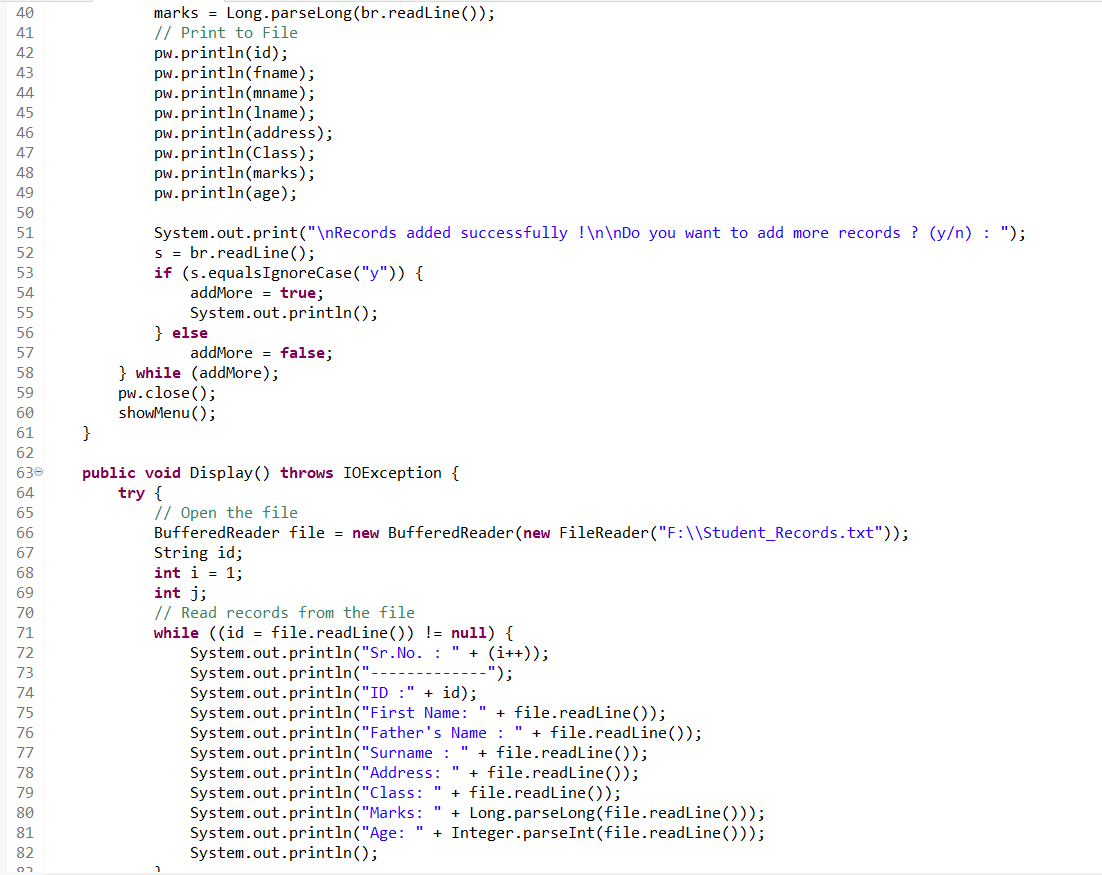 40 marks = Long.parseLong(br.readLine());
41 // Print to File
42 pw.println(id);
43 pw.println(fname);
44 pw.println(mname);
45 pw.println(lname);
46 pw.println(address);
47 pw.println(Class);
48 pw.println(marks);
49 pw.println(age);
50
51 System.out.print("\nRecords added successfully !\n\nDo you want to add more records ? (y/n) : ");
52 s = br.readLine();
53 if (s.equalsIgnoreCase("y")) {
54 addMore = true;
55 System.out.println();
56 } else
57 addMore = false;
58 } while (addMore);
59 pw.close();
60 showMenu();
61 }
62
63 public void Display() throws IOException {
64 try {
65 // Open the file
66 BufferedReader file = new BufferedReader(new FileReader("F:\\Student_Records.txt"));
67 String id;
68 int i = 1;
69 int j;
70 // Read records from the file
71 while ((id = file.readLine()) != null) {
72 System.out.println("Sr.No. : " + (i++));
73 System.out.println("-------------");
74 System.out.println("ID :" + id);
75 System.out.println("First Name: " + file.readLine());
76 System.out.println("Father's Name : " + file.readLine());
77 System.out.println("Surname : " + file.readLine());
78 System.out.println("Address: " + file.readLine());
79 System.out.println("Class: " + file.readLine());
80 System.out.println("Marks: " + Long.parseLong(file.readLine()));
81 System.out.println("Age: " + Integer.parseInt(file.readLine()));
82 System.out.println();